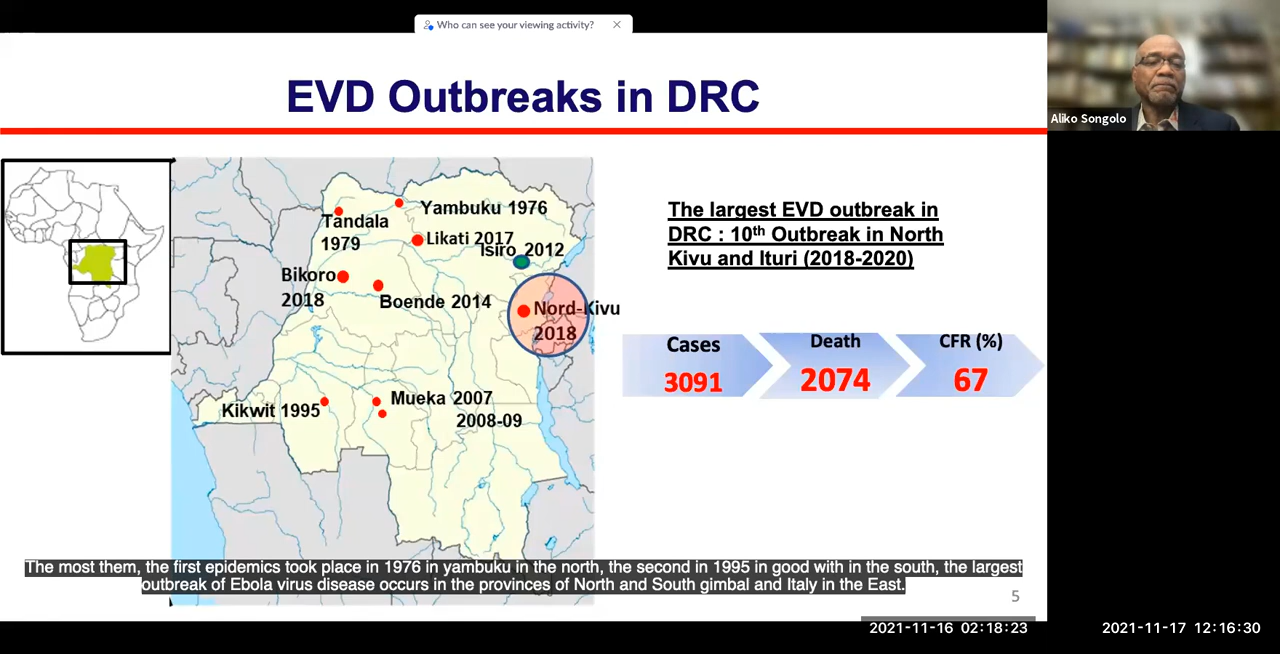 Who can see your viewing activity?
EVD Outbreaks in DRC
Aliko Songolo
Yambuku 1976
Tandala
1979
Likati 2017
Isiro 2012
Bikoro
2018
Boende 2014
Nord-Kivu
2018
Kikwit 1995
Mueka 2007
2008-09
The largest EVD outbreak in
DRC : 10th Outbreak in North
Kivu and Ituri (2018-2020)
Cases
3091
Death
2074
CFR (%)
67
The most them, the first epidemics took place in 1976 in yambuku in the north, the second in 1995 in good with in the south, the largest
outbreak of Ebola virus disease occurs in the provinces of North and South gimbal and Italy in the East.
5
2021-11-16 02:18:23
2021-11-17 12:16:30